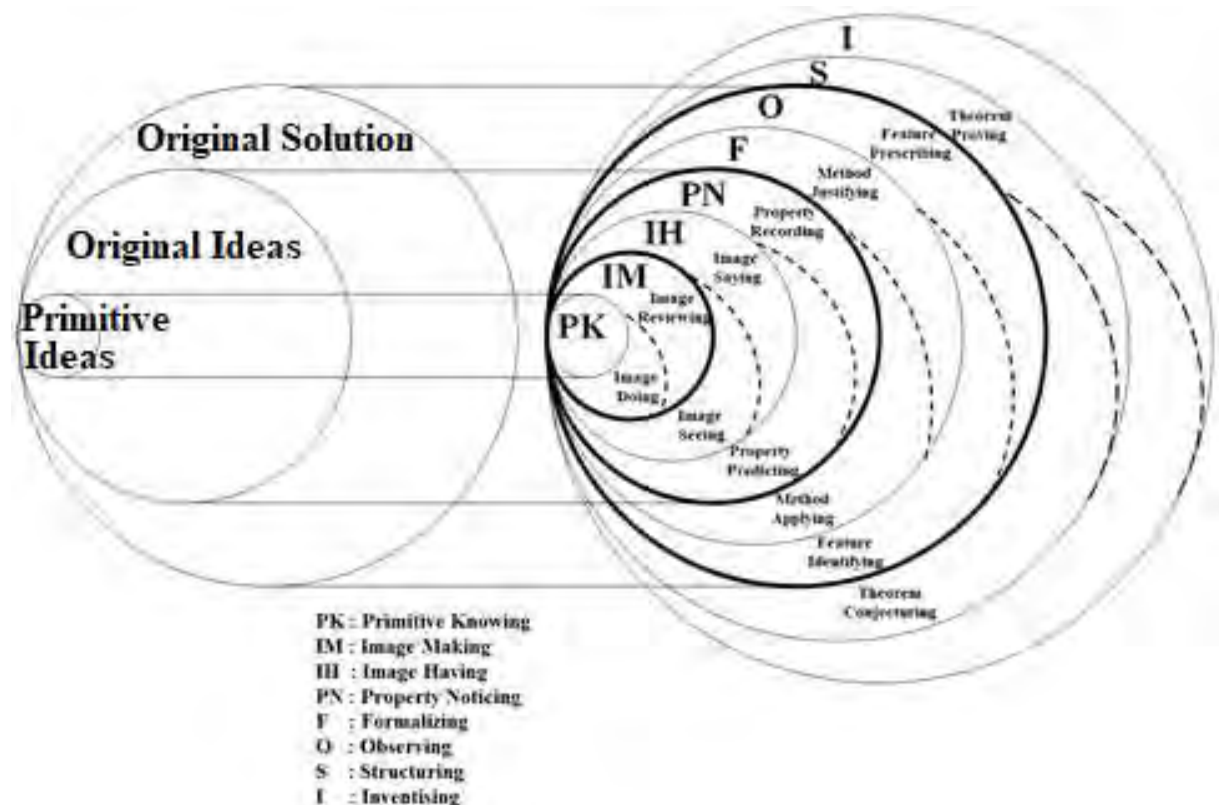 Original Solution
Original Ideas
Primitive
Ideas
I
S
O
F
PN
IH
IM
PK
Theorem
Proving
Feature
Prescribing
Method
Justifying
Property
Recording
Image
Saying
Image
Reviewing
Image
Doing
Image
Seeing
Property
Predicting
Method
Applying
Feature
Identifying
Theorem
Conjecturing
PK : Primitive Knowing
IM : Image Making
IH : Image Having
PN : Property Noticing
F : Formalizing
O : Observing
S : Structuring
I : Inventising